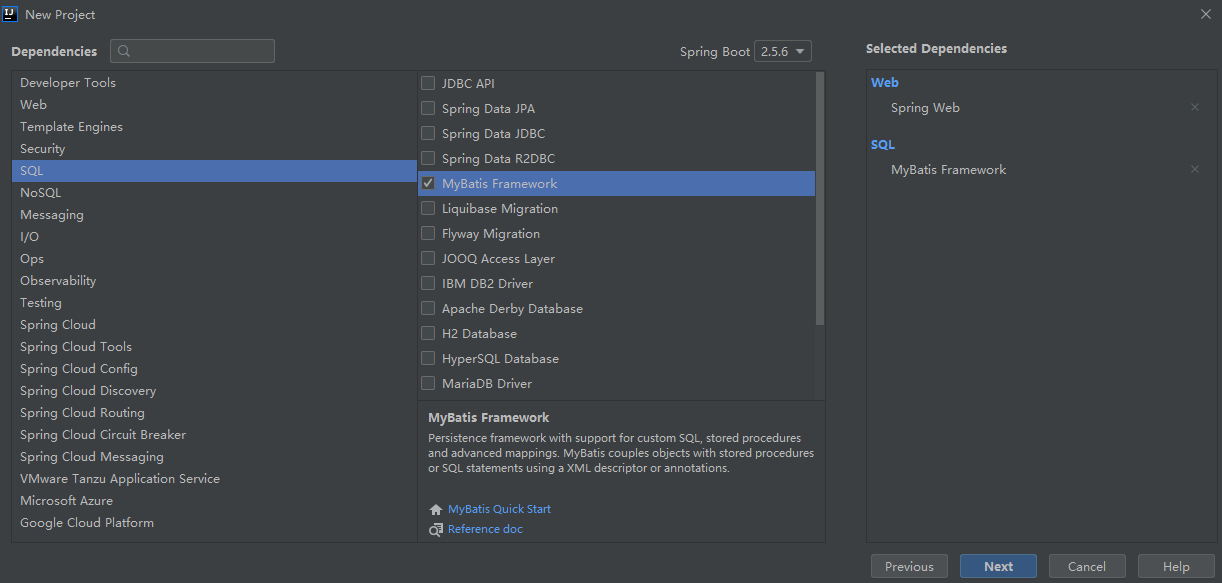 New Project
Dependencies
Spring Boot 2.5.6
Developer Tools
Web
Template Engines
Security
SQL
NoSQL
Messaging
I/O
Ops
Observability
Testing
Spring Cloud
Spring Cloud Tools
Spring Cloud Config
Spring Cloud Discovery
Spring Cloud Routing
Spring Cloud Circuit Breaker
Spring Cloud Messaging
VMware Tanzu Application Service
Microsoft Azure
Google Cloud Platform
JDBC API
Spring Data JPA
Spring Data JDBC
Spring Data R2DBC
MyBatis Framework
Liquibase Migration
Flyway Migration
JOOQ Access Layer
IBM DB2 Driver
Apache Derby Database
H2 Database
HyperSQL Database
MariaDB Driver
MyBatis Framework
Persistence framework with support for custom SQL, stored procedures
and advanced mappings. MyBatis couples objects with stored procedures
or SQL statements using a XML descriptor or annotations.
MyBatis Quick Start
Reference doc
Selected Dependencies
Web
Spring Web
SQL
MyBatis Framework
Previous
Next
Cancel
Help